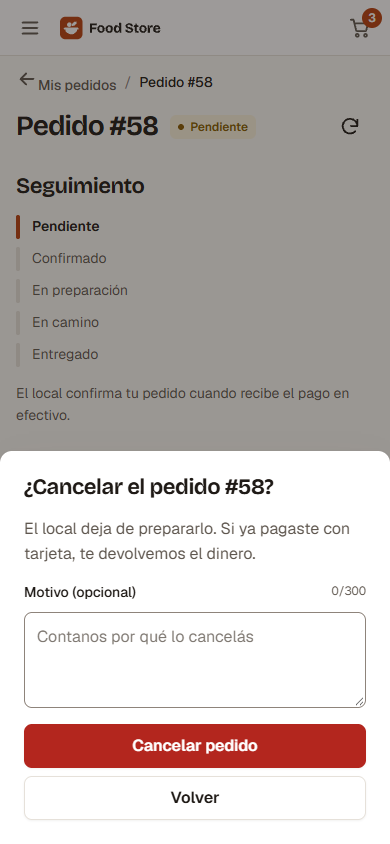 Food Store
3
Mis pedidos / Pedido #58
Pedido #58
Pendiente
Seguimiento
Pendiente
Confirmado
En preparación
En camino
Entregado
El local confirma tu pedido cuando recibe el pago en
efectivo.
¿Cancelar el pedido #58?
El local deja de prepararlo. Si ya pagaste con
tarjeta, te devolvemos el dinero.
Motivo (opcional)
0/300
Contanos por qué lo cancelás
Cancelar pedido
Volver